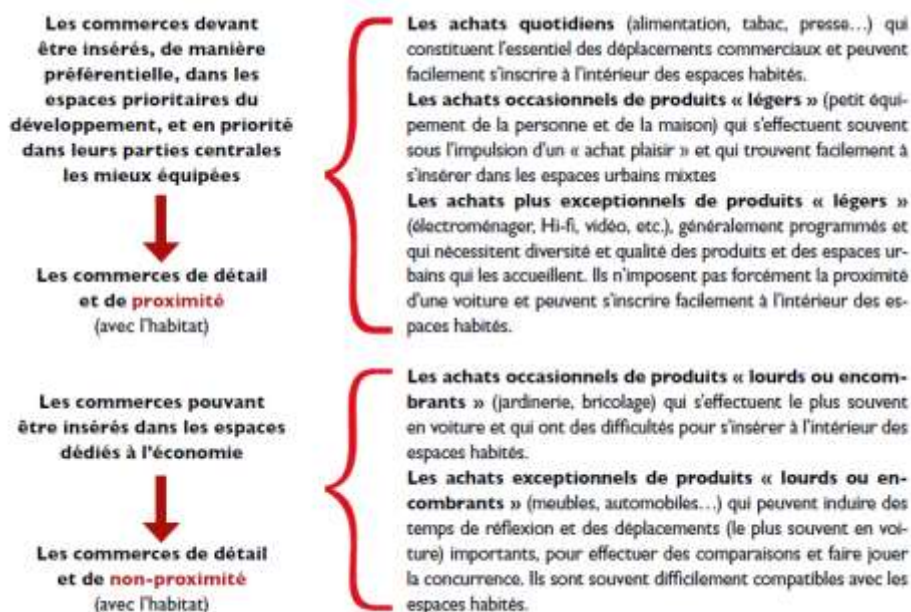 Les commerces devant
être insérés, de manière
préférentielle, dans les
espaces prioritaires du
développement, et en priorité
dans leurs parties centrales
les mieux équipées
Les commerces de détail
et de proximité
(avec l'habitat)
Les achats quotidiens (alimentation, tabac, presse…) qui
constituent l'essentiel des déplacements commerciaux et peuvent
facilement s'inscrire à l'intérieur des espaces habités.
Les achats occasionnels de produits « légers » (petit équi-
pement de la personne et de la maison) qui s'effectuent souvent
sous l'impulsion d'un « achat plaisir » et qui trouvent facilement à
s'insérer dans les espaces urbains mixtes
Les achats plus exceptionnels de produits « légers »
(électroménager, Hi-fi, vidéo, etc.), généralement programmés et
qui nécessitent diversité et qualité des produits et des espaces ur-
bains qui les accueillent. Ils n'imposent pas forcément la proximité
d'une voiture et peuvent s'inscrire facilement à l'intérieur des es-
paces habités.
Les commerces pouvant
être insérés dans les espaces
dédiés à l'économie
Les commerces de détail
et de non-proximité
(avec l'habitat)
Les achats occasionnels de produits « lourds ou encom-
brants » (jardinerie, bricolage) qui s'effectuent le plus souvent
en voiture et qui ont des difficultés pour s'insérer à l'intérieur des
espaces habités.
Les achats exceptionnels de produits « lourds ou en-
combrants » (meubles, automobiles…) qui peuvent induire des
temps de réflexion et des déplacements (le plus souvent en voi-
ture) importants, pour effectuer des comparaisons et faire jouer
la concurrence. Ils sont souvent difficilement compatibles avec les
espaces habités.